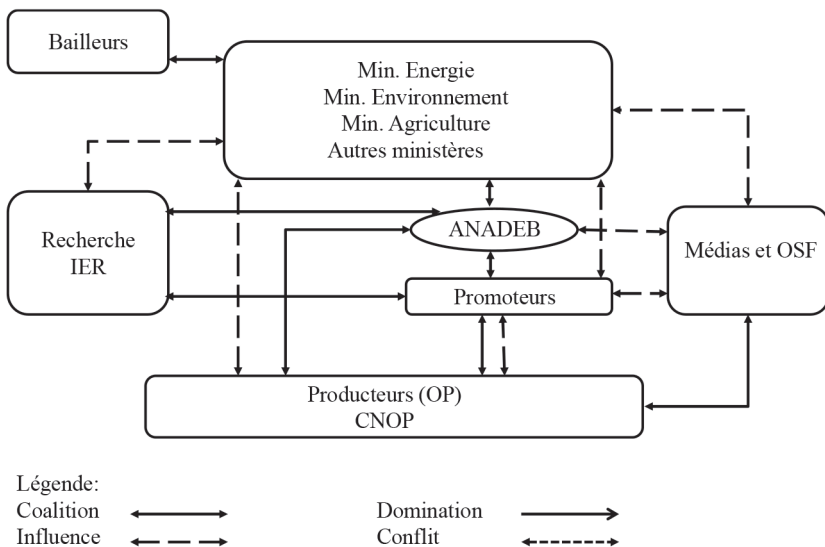 Bailleurs
Min. Energie
Min. Environnement
Min. Agriculture
Autres ministères
Recherche
IER
ANADEB
Médias et OSF
Promoteurs
Producteurs (OP)
CNOP
Légende:
Coalition
Domination
Influence
Conflit